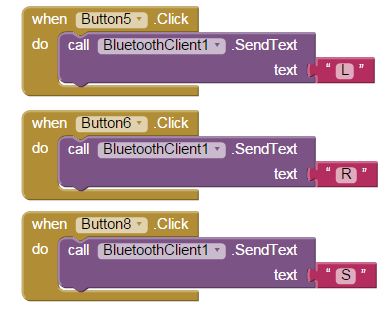 when Button5 .Click
do call BluetoothClient1 .SendText
text " L "
when Button6 .Click
do call BluetoothClient1 .SendText
text " R "
when Button8 .Click
do call BluetoothClient1 .SendText
text " S "